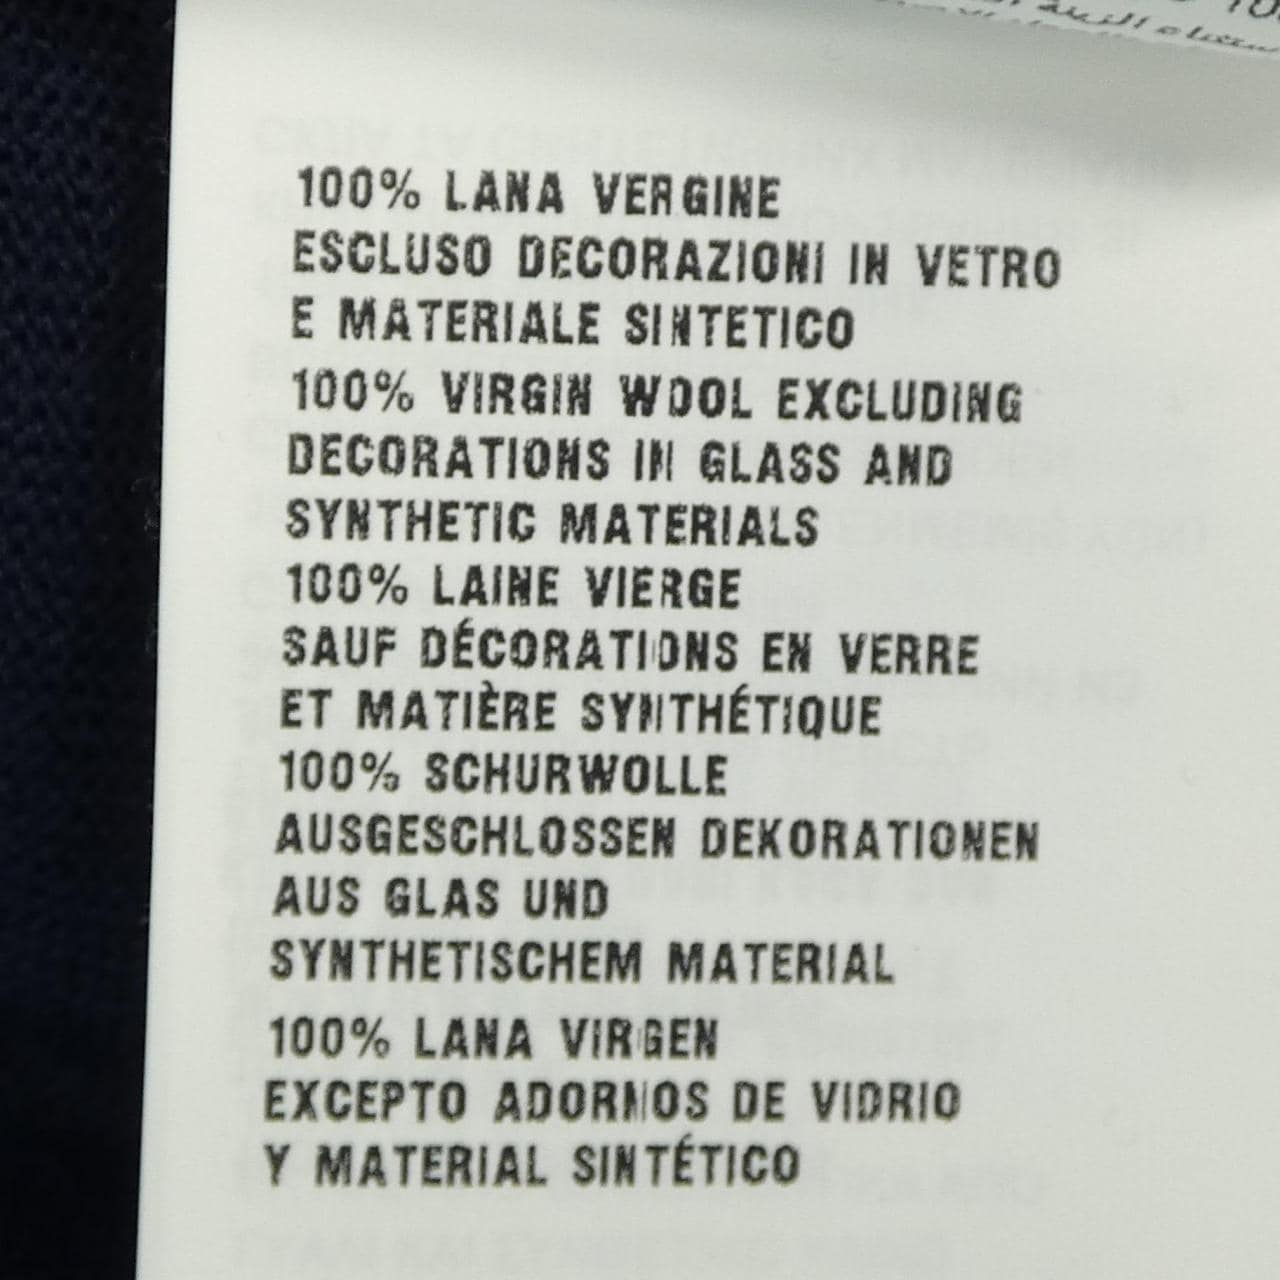 100% LANA VERGINE
ESCLUSO DECORAZIONI IN VETRO
E MATERIALE SINTETICO
100% VIRGIN WOOL EXCLUDING
DECORATIONS IN GLASS AND
SYNTHETIC MATERIALS
100% LAINE VIERGE
SAUF DÉCORATIONS EN VERRE
ET MATIÈRE SYNTHÉTIQUE
100% SCHURWOLLE
AUSGESCHLOSSEN DEKORATIONEN
AUS GLAS UND
SYNTHETISCHEM MATERIAL
100% LANA VIRGEN
EXCEPTO ADORNOS DE VIDRIO
Y MATERIAL SINTÉTICO